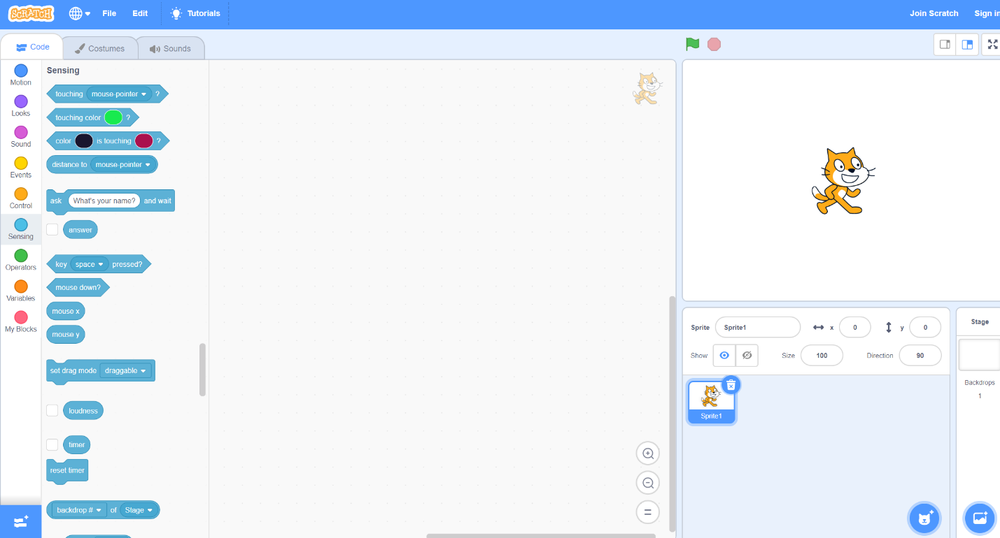 SCRATCH File Edit Tutorials Join Scratch Sign in
Code Costumes Sounds
Motion
Looks
Sound
Events
Control
Sensing
Operators
Variables
My Blocks
Sensing
touching mouse-pointer ?
touching color ?
color is touching ?
distance to mouse-pointer
ask What's your name? and wait
answer
key space pressed?
mouse down?
mouse x
mouse y
set drag mode draggable
loudness
timer
reset timer
backdrop # of Stage
Sprite Sprite1 x 0 y 0
Show Size 100 Direction 90
Sprite1
Stage
Backdrops
1